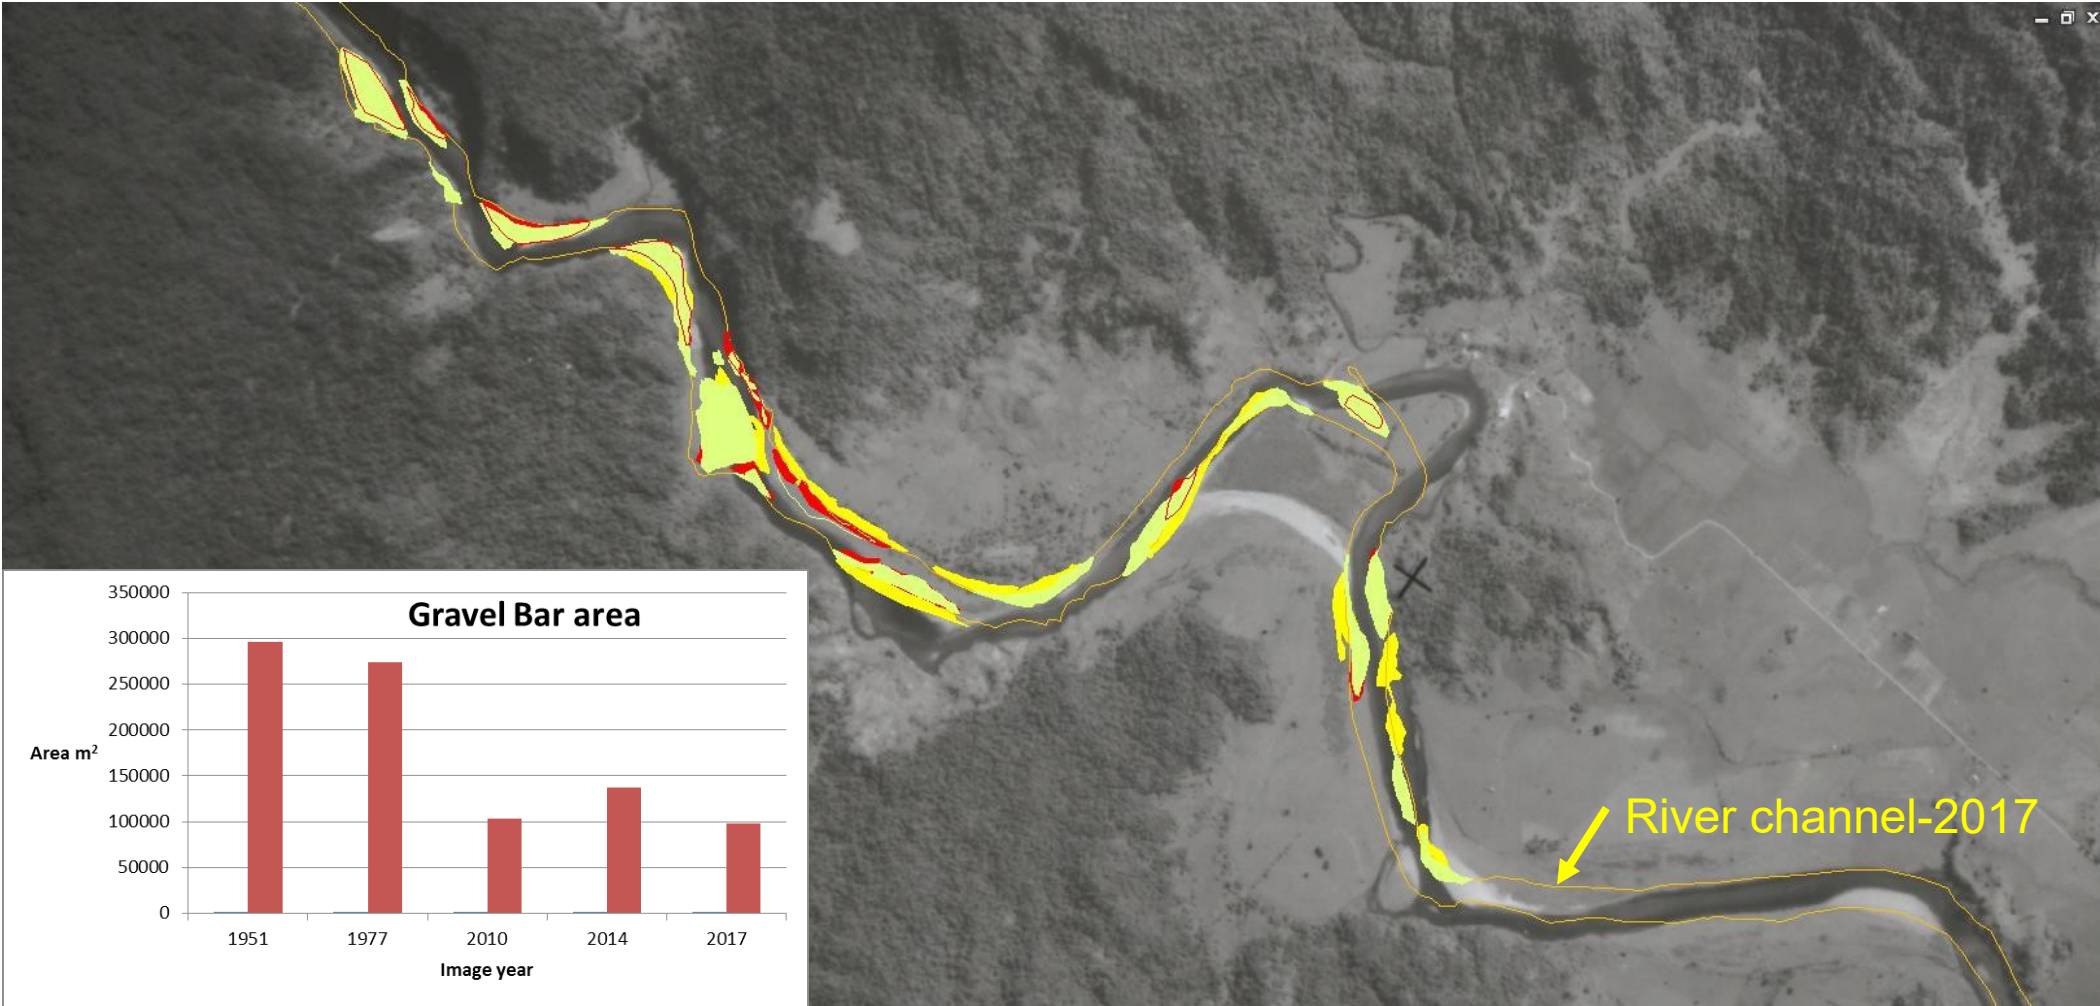 Gravel Bar area
350000
300000
250000
200000
150000
100000
50000
0
Area m²
1951 1977 2010 2014 2017
Image year
River channel-2017